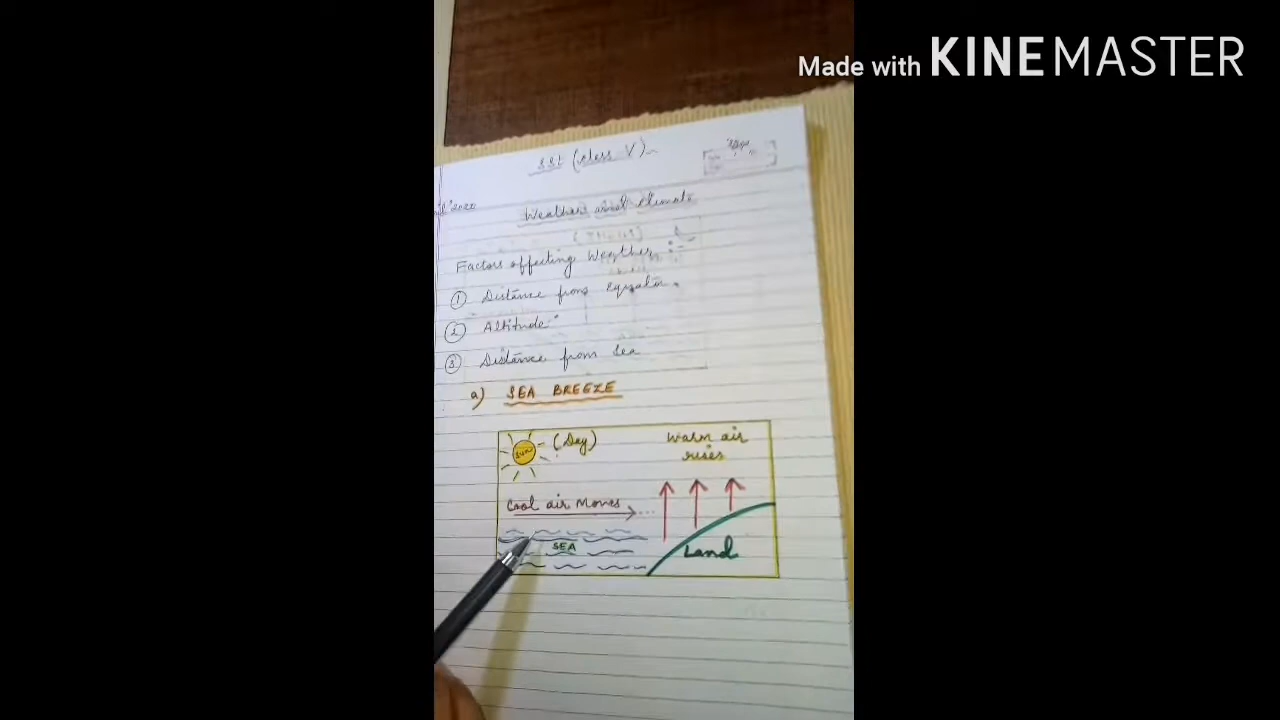 Made with KINEMASTER
SSt (class V)
Weather and climate
Factors affecting Weather :-
① Distance from Equator.
② Altitude
③ Distance from Sea
a) SEA BREEZE
Sun (Day)
Warm air
rises
Cool air Moves
SEA
Land